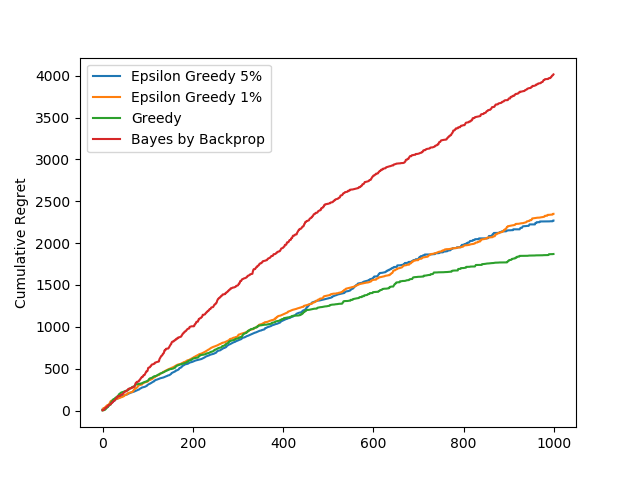 Epsilon Greedy 5%
Epsilon Greedy 1%
Greedy
Bayes by Backprop
Cumulative Regret
4000
3500
3000
2500
2000
1500
1000
500
0
0 200 400 600 800 1000